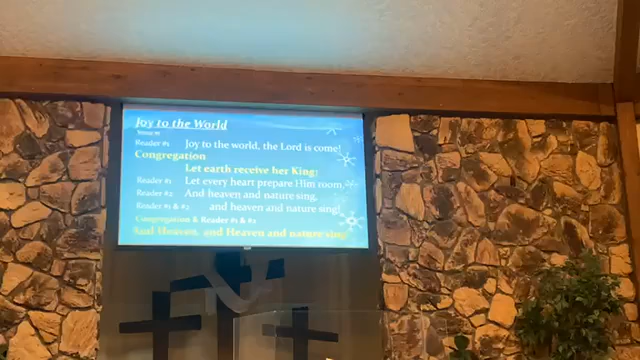 Joy to the World
Verse #1
Reader #1 Joy to the world, the Lord is come!
Congregation
Let earth receive her King;
Reader #1 Let every heart prepare Him room,
Reader #2 And heaven and nature sing,
Reader #1 & #2 and heaven and nature sing,
Congregation & Reader #1 & #2
And Heaven, and Heaven and nature sing.